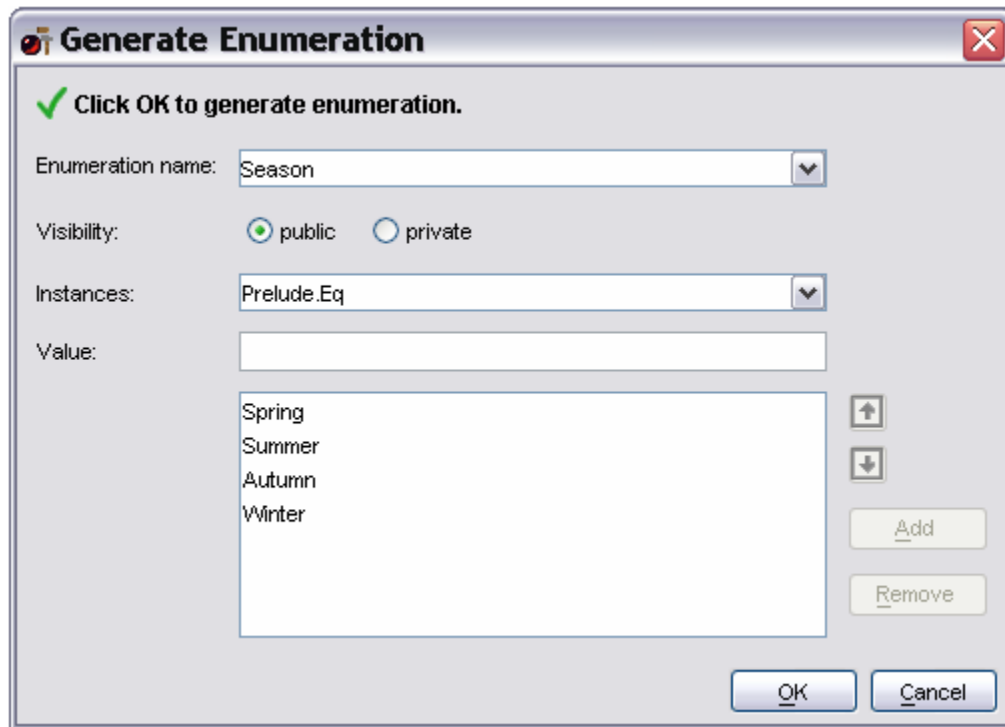 Generate Enumeration
Click OK to generate enumeration.
Enumeration name: Season
Visibility: public private
Instances: Prelude.Eq
Value:
Spring
Summer
Autumn
Winter
Add
Remove
OK Cancel